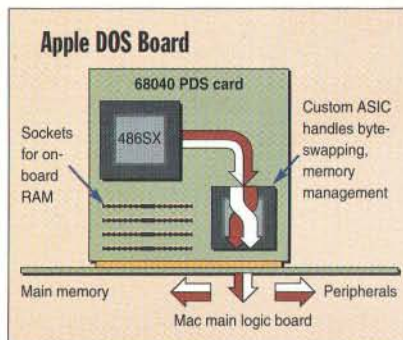 Apple DOS Board
68040 PDS card
486SX
Sockets
for on-
board
RAM
Custom ASIC
handles byte-
swapping,
memory
management
Main memory
Peripherals
Mac main logic board